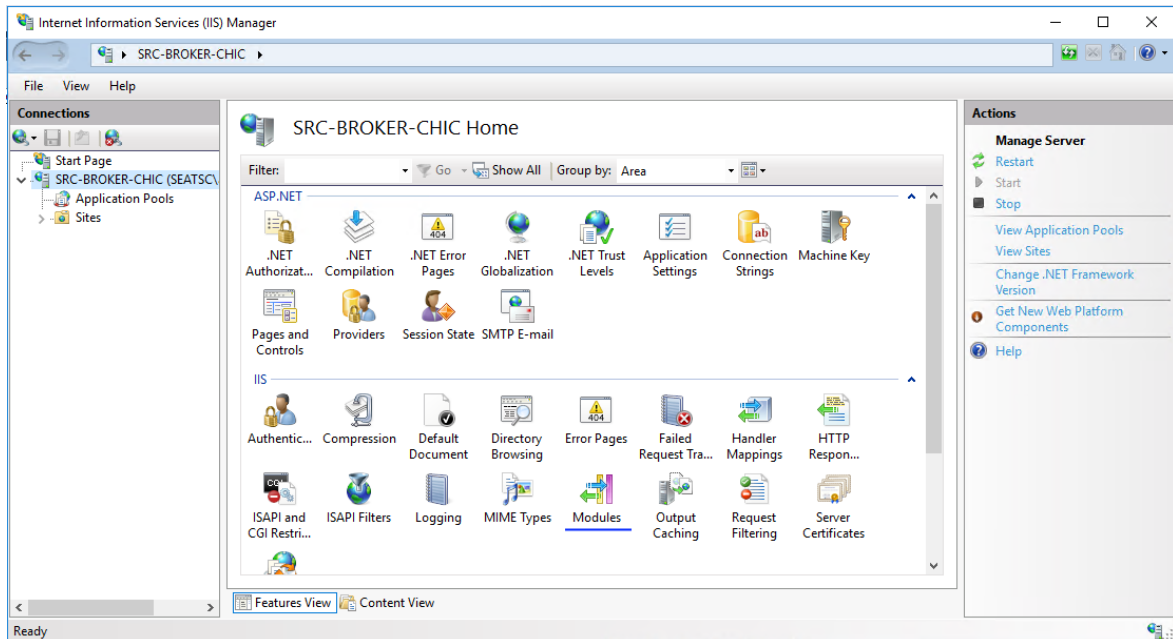 Internet Information Services (IIS) Manager
SRC-BROKER-CHIC
File View Help
Connections
Start Page
SRC-BROKER-CHIC (SEATSC\
Application Pools
Sites
SRC-BROKER-CHIC Home
Filter: Go Show All Group by: Area
ASP.NET
.NET Authorizat...
.NET Compilation
.NET Error Pages
.NET Globalization
.NET Trust Levels
Application Settings
Connection Strings
Machine Key
Pages and Controls
Providers
Session State
SMTP E-mail
IIS
Authentic...
Compression
Default Document
Directory Browsing
Error Pages
Failed Request Tra...
Handler Mappings
HTTP Respon...
ISAPI and CGI Restri...
ISAPI Filters
Logging
MIME Types
Modules
Output Caching
Request Filtering
Server Certificates
Features View Content View
Actions
Manage Server
Restart
Start
Stop
View Application Pools
View Sites
Change .NET Framework
Version
Get New Web Platform
Components
Help
Ready